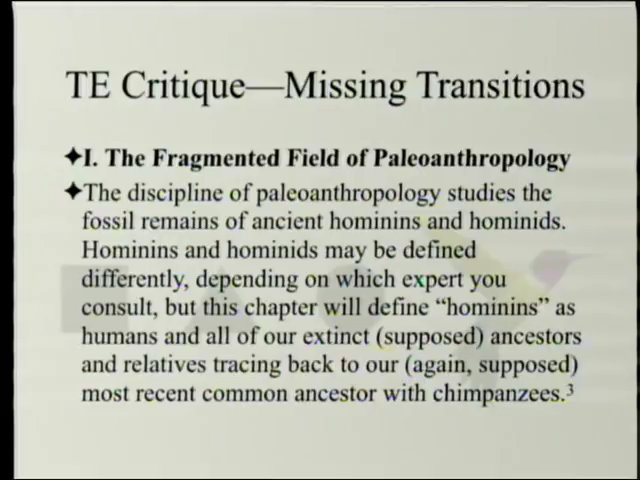 TE Critique—Missing Transitions
✦I. The Fragmented Field of Paleoanthropology
✦The discipline of paleoanthropology studies the
fossil remains of ancient hominins and hominids.
Hominins and hominids may be defined
differently, depending on which expert you
consult, but this chapter will define “hominins” as
humans and all of our extinct (supposed) ancestors
and relatives tracing back to our (again, supposed)
most recent common ancestor with chimpanzees.³